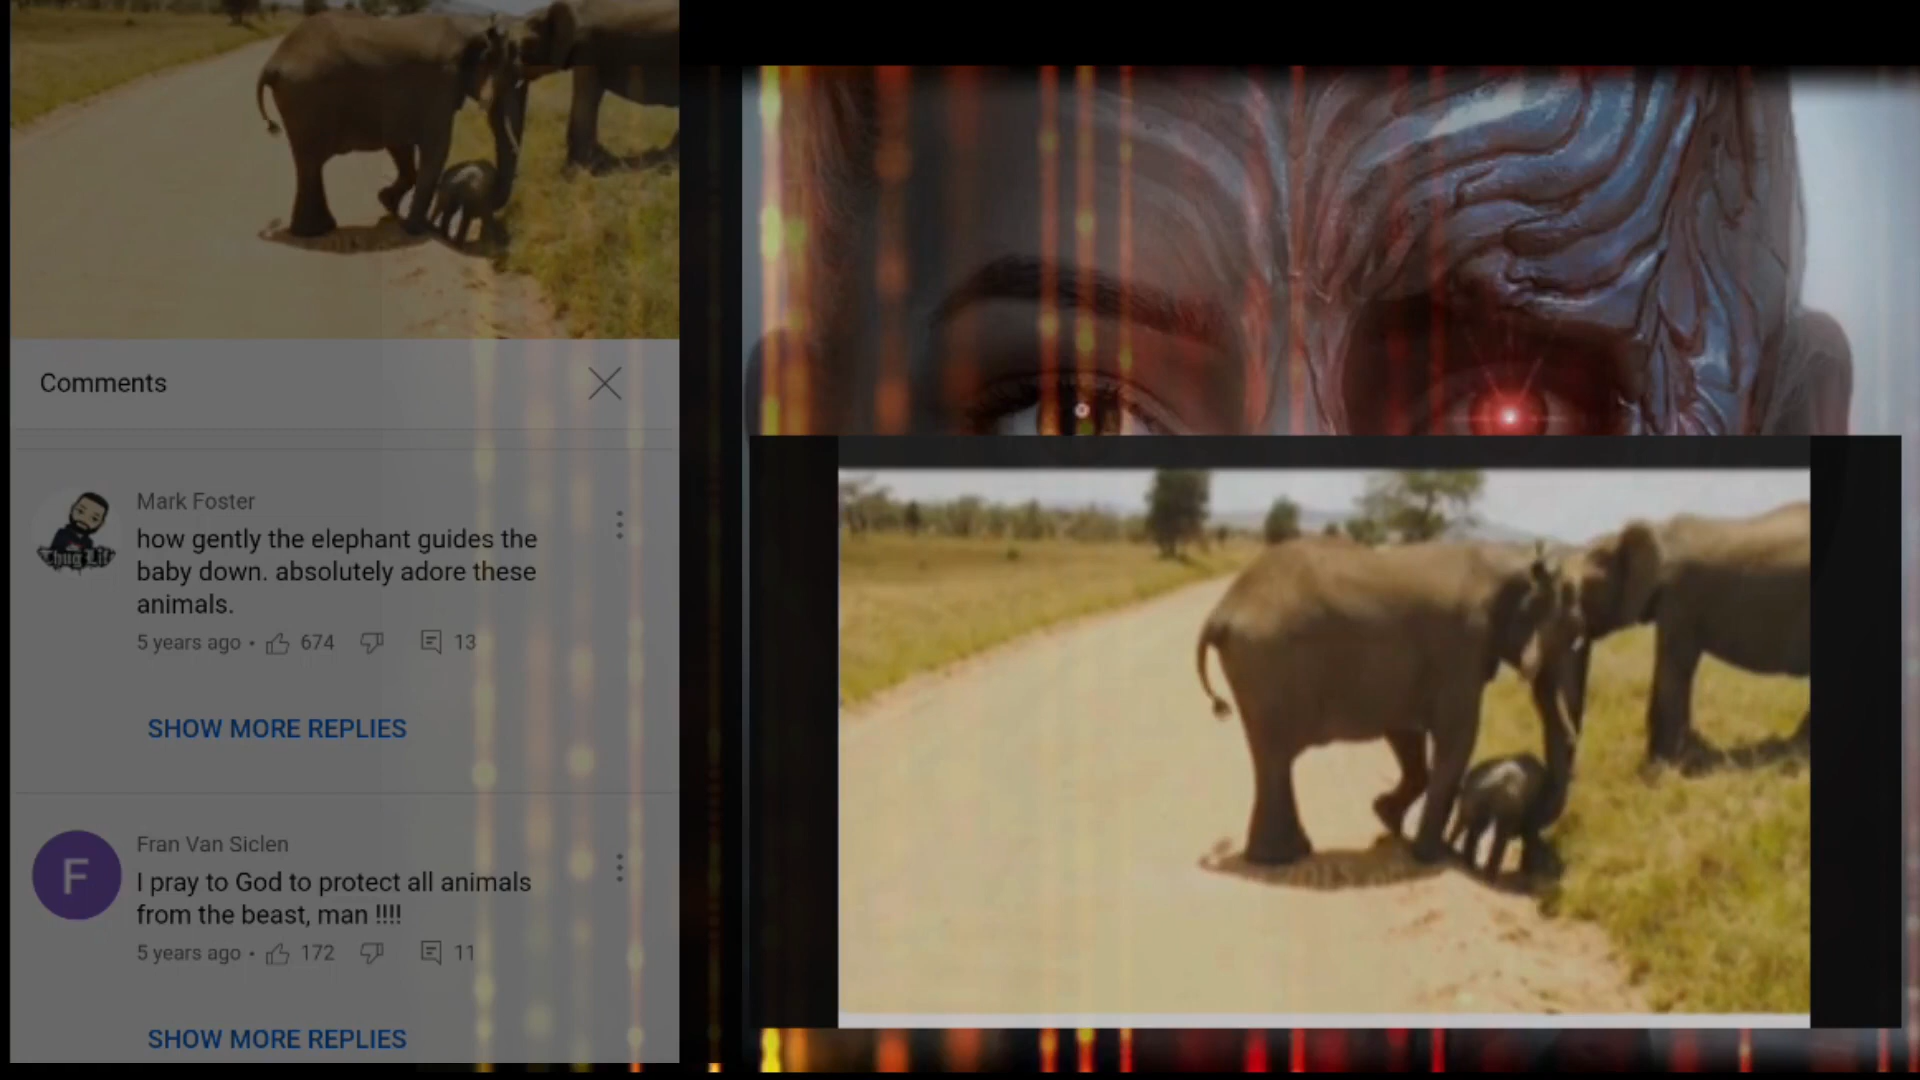 Comments
Mark Foster
how gently the elephant guides the
baby down. absolutely adore these
animals.
5 years ago • 674 13
SHOW MORE REPLIES
Thug Life
F
Fran Van Siclen
I pray to God to protect all animals
from the beast, man !!!!
5 years ago • 172 11
SHOW MORE REPLIES